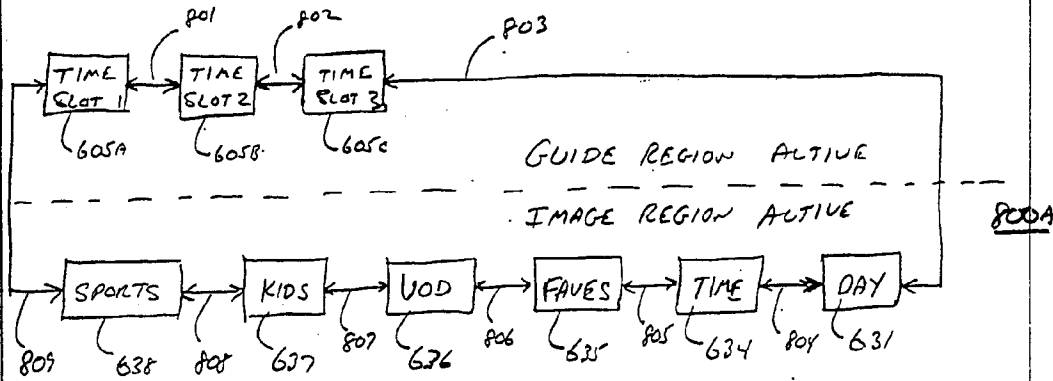 801 802 803
TIME SLOT 1 TIME SLOT 2 TIME SLOT 3
605A 605B 605C
GUIDE REGION ACTIVE
IMAGE REGION ACTIVE
800A
SPORTS KIDS VOD FAVES TIME DAY
809 638 808 637 807 636 806 635 805 634 804 631